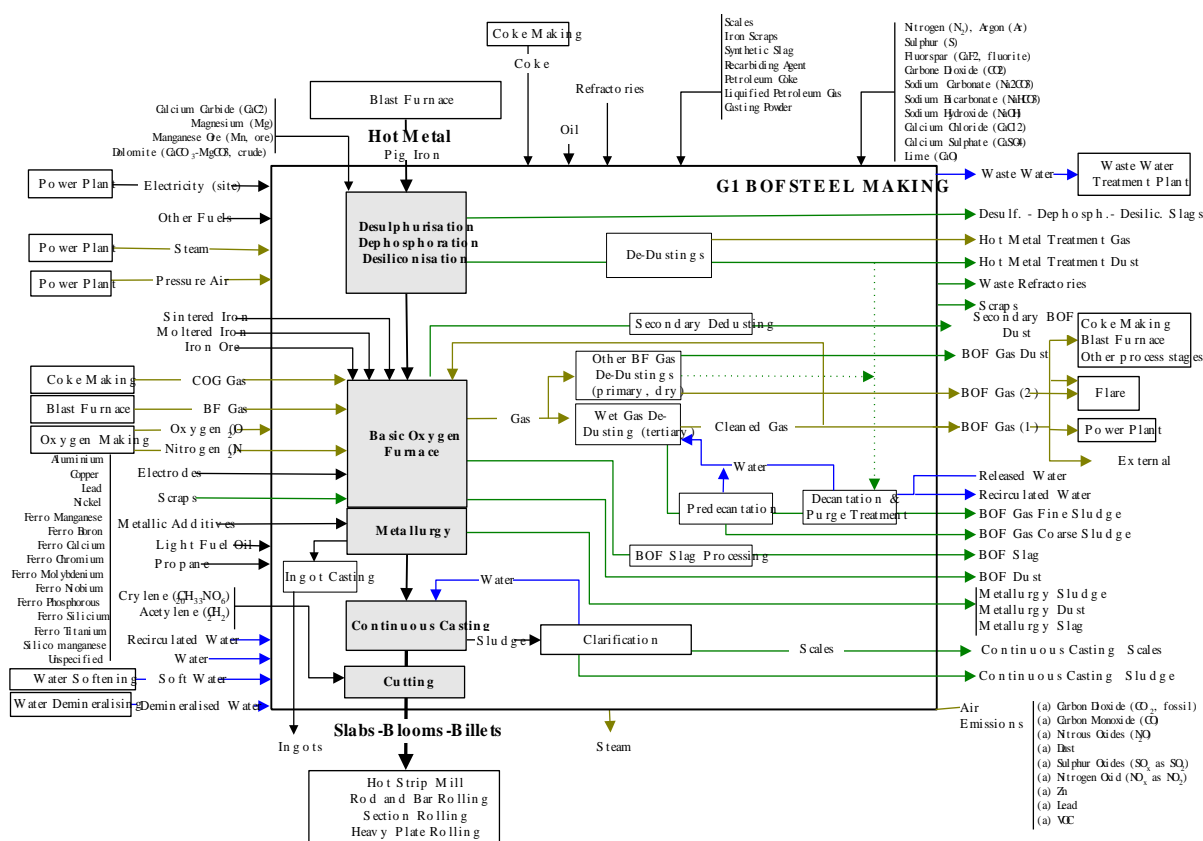 Coke Making
Coke
Scales
Iron Scraps
Synthetic Slag
Recarbiding Agent
Petroleum Coke
Liquified Petroleum Gas
Casting Powder
Nitrogen (N2), Argon (Ar)
Sulphur (S)
Fluorspar (CaF2, fluorite)
Carbone Dioxide (CO2)
Sodium Carbonate (Na2CO3)
Sodium Bicarbonate (NaHCO3)
Sodium Hydroxide (NaOH)
Calcium Chloride (CaCl2)
Calcium Sulphate (CaSO4)
Lime (CaO)
Refractories
Oil
Blast Furnace
Hot Metal
Pig Iron
Calcium Carbide (CaC2)
Magnesium (Mg)
Manganese Ore (Mn, ore)
Dolomite (CaCO3-MgCO3, crude)
G1 BOF STEEL MAKING
Power Plant
Electricity (site)
Other Fuels
Power Plant
Steam
Power Plant
Pressure Air
Desulphurisation
Dephosphoration
Desiliconisation
De-Dustings
Waste Water
Waste Water
Treatment Plant
Desulf. - Dephosph.- Desilic. Slags
Hot Metal Treatment Gas
Hot Metal Treatment Dust
Waste Refractories
Scraps
Sintered Iron
Moltered Iron
Iron Ore
Secondary Dedusting
Secondary BOF
Dust
Coke Making
Blast Furnace
Other process stages
Coke Making
COG Gas
Blast Furnace
BF Gas
Oxygen Making
Oxygen (2O
Nitrogen (2N
Basic Oxygen
Furnace
Gas
Other BF Gas
De-Dustings
(primary, dry)
Wet Gas De-
Dusting (tertiary)
Cleaned Gas
BOF Gas Dust
BOF Gas (2)
Flare
BOF Gas (1)
Power Plant
External
Aluminium
Copper
Lead
Nickel
Ferro Manganese
Ferro Boron
Ferro Calcium
Ferro Chromium
Ferro Molybdenium
Ferro Niobium
Ferro Phosphorous
Ferro Silicium
Ferro Titanium
Silico manganese
Unspecified
Electrodes
Scraps
Metallic Additives
Light Fuel Oil
Propane
Water
Predecantation
Decantation &
Purge Treatment
Released Water
Recirculated Water
BOF Gas Fine Sludge
BOF Gas Coarse Sludge
Metallurgy
Ingot Casting
BOF Slag Processing
BOF Slag
BOF Dust
Crylene (C20H33NO6)
Acetylene (C2H2)
Water
Continuous Casting
Sludge
Clarification
Scales
Metallurgy Sludge
Metallurgy Dust
Metallurgy Slag
Continuous Casting Scales
Continuous Casting Sludge
Recirculated Water
Water
Water Softening
Soft Water
Water Demineralising
Demineralised Water
Cutting
Ingots
Slabs-Blooms-Billets
Steam
Hot Strip Mill
Rod and Bar Rolling
Section Rolling
Heavy Plate Rolling
Air
Emissions
(a) Carbon Dioxide (CO2, fossil)
(a) Carbon Monoxide (CO)
(a) Nitrous Oxides (N2O)
(a) Dust
(a) Sulphur Oxides (SOx as SO2)
(a) Nitrogen Oxid (NOx as NO2)
(a) Zn
(a) Lead
(a) VOC